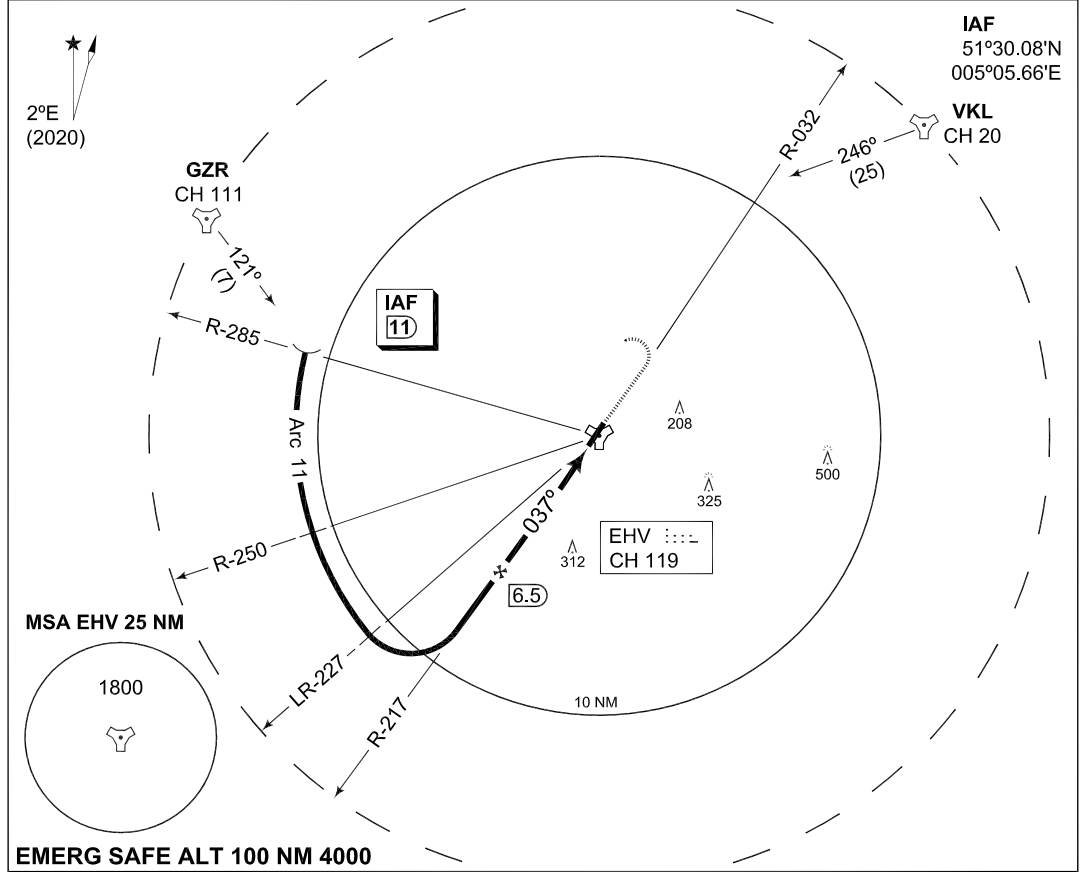 IAF
51º30.08'N
005º05.66'E
2ºE
(2020)
VKL
CH 20
R-032
246º
(25)
GZR
CH 111
121º
(7)
IAF
11
R-285
Arc 11
208
500
325
037º
EHV
CH 119
312
R-250
6.5
MSA EHV 25 NM
1800
LR-227
R-217
10 NM
EMERG SAFE ALT 100 NM 4000